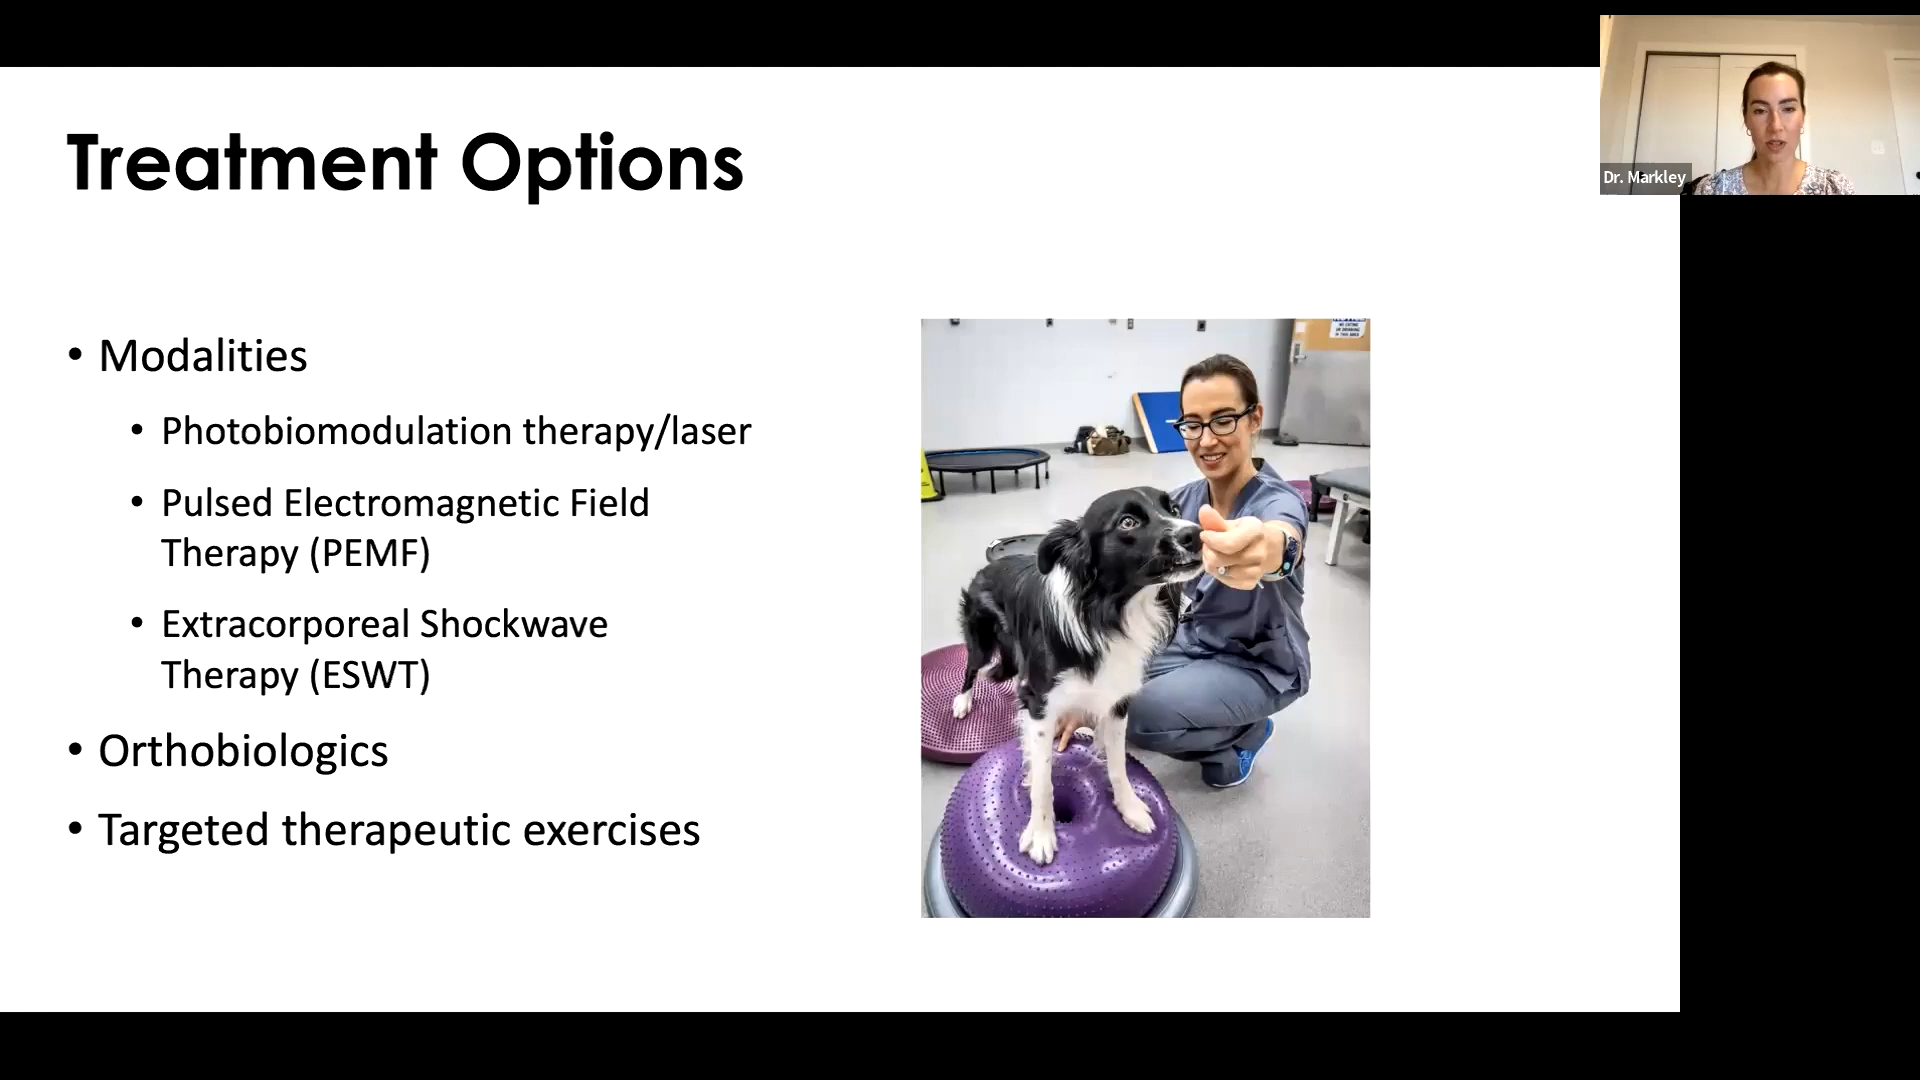 Treatment Options
Dr. Markley
• Modalities
• Photobiomodulation therapy/laser
• Pulsed Electromagnetic Field
Therapy (PEMF)
• Extracorporeal Shockwave
Therapy (ESWT)
• Orthobiologics
• Targeted therapeutic exercises